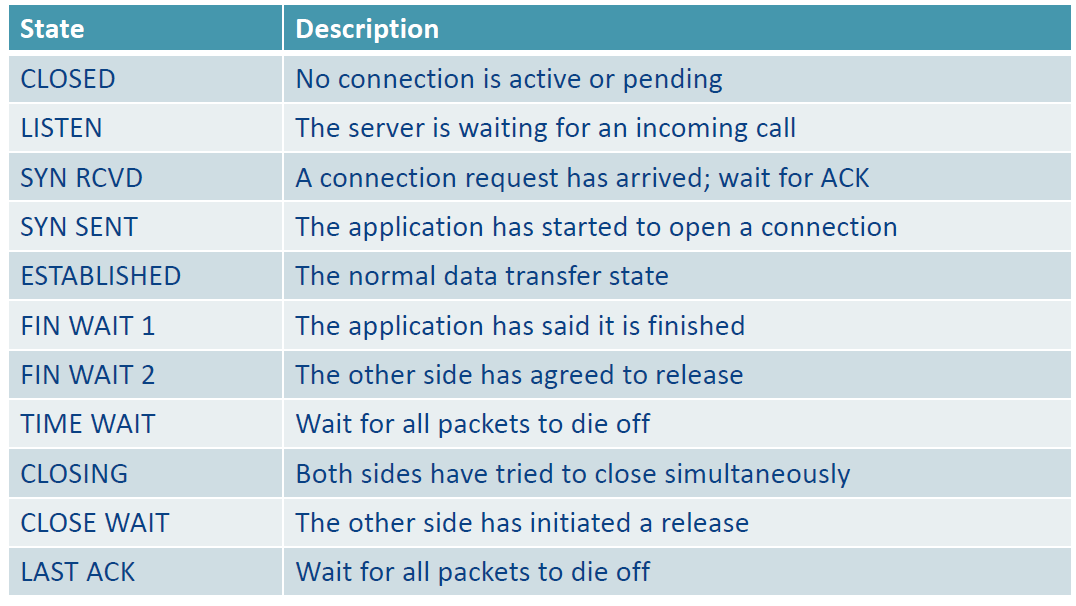 State Description
CLOSED No connection is active or pending
LISTEN The server is waiting for an incoming call
SYN RCVD A connection request has arrived; wait for ACK
SYN SENT The application has started to open a connection
ESTABLISHED The normal data transfer state
FIN WAIT 1 The application has said it is finished
FIN WAIT 2 The other side has agreed to release
TIME WAIT Wait for all packets to die off
CLOSING Both sides have tried to close simultaneously
CLOSE WAIT The other side has initiated a release
LAST ACK Wait for all packets to die off